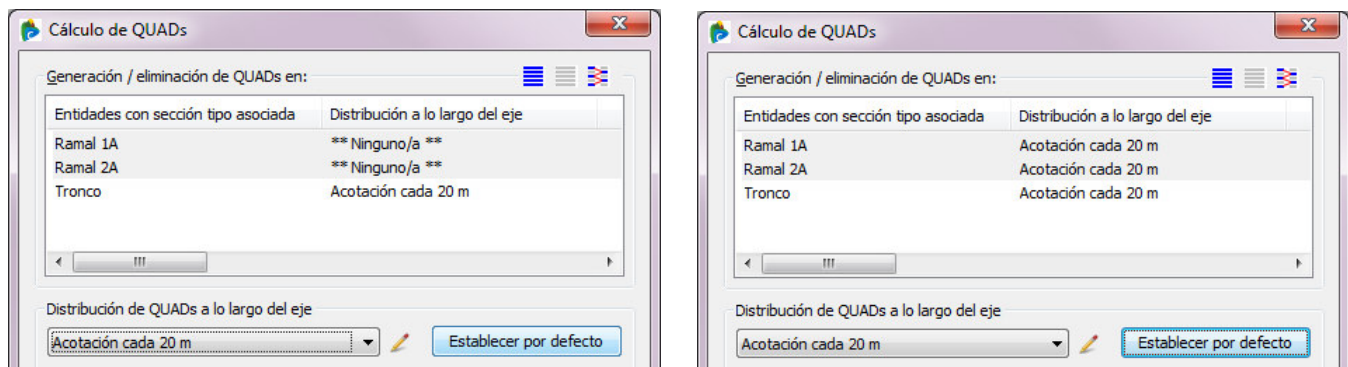 Cálculo de QUADs
Generación / eliminación de QUADs en:
Entidades con sección tipo asociada Distribución a lo largo del eje
Ramal 1A ** Ninguno/a **
Ramal 2A ** Ninguno/a **
Tronco Acotación cada 20 m
Distribución de QUADs a lo largo del eje
Acotación cada 20 m Establecer por defecto
Cálculo de QUADs
Generación / eliminación de QUADs en:
Entidades con sección tipo asociada Distribución a lo largo del eje
Ramal 1A Acotación cada 20 m
Ramal 2A Acotación cada 20 m
Tronco Acotación cada 20 m
Distribución de QUADs a lo largo del eje
Acotación cada 20 m Establecer por defecto